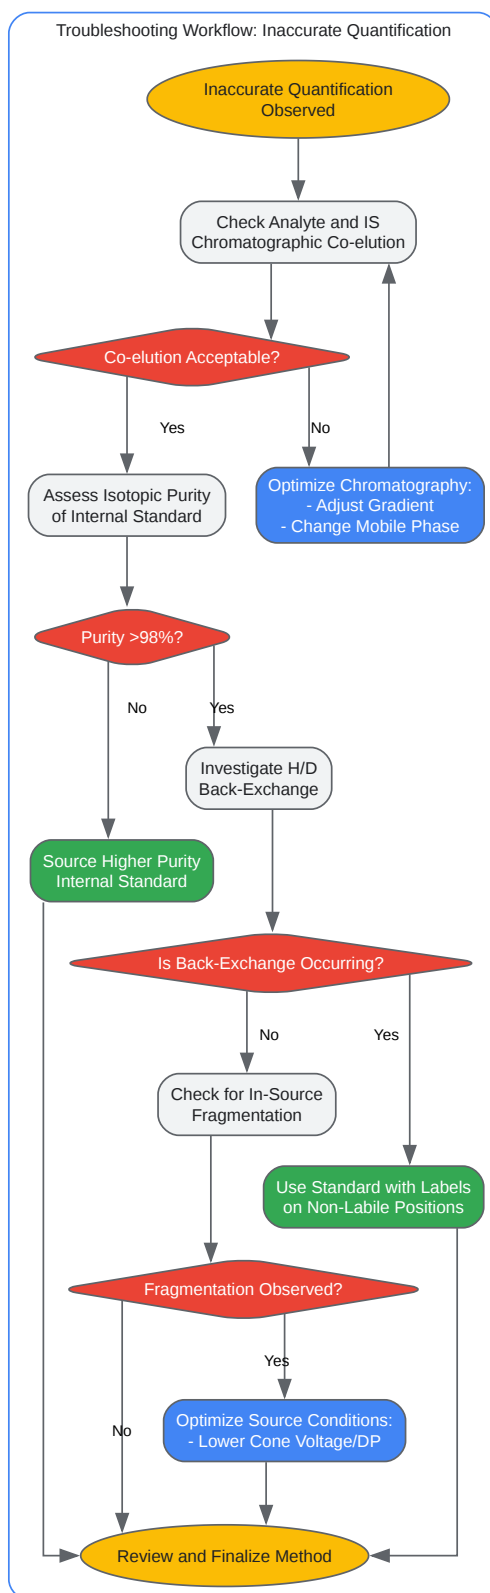 Troubleshooting Workflow: Inaccurate Quantification
Inaccurate Quantification
Observed
Check Analyte and IS
Chromatographic Co-elution
Co-elution Acceptable?
Yes
No
Assess Isotopic Purity
of Internal Standard
Optimize Chromatography:
- Adjust Gradient
- Change Mobile Phase
Purity >98%?
No
Yes
Investigate H/D
Back-Exchange
Source Higher Purity
Internal Standard
Is Back-Exchange Occurring?
No
Yes
Check for In-Source
Fragmentation
Use Standard with Labels
on Non-Labile Positions
Fragmentation Observed?
Yes
No
Optimize Source Conditions:
- Lower Cone Voltage/DP
Review and Finalize Method